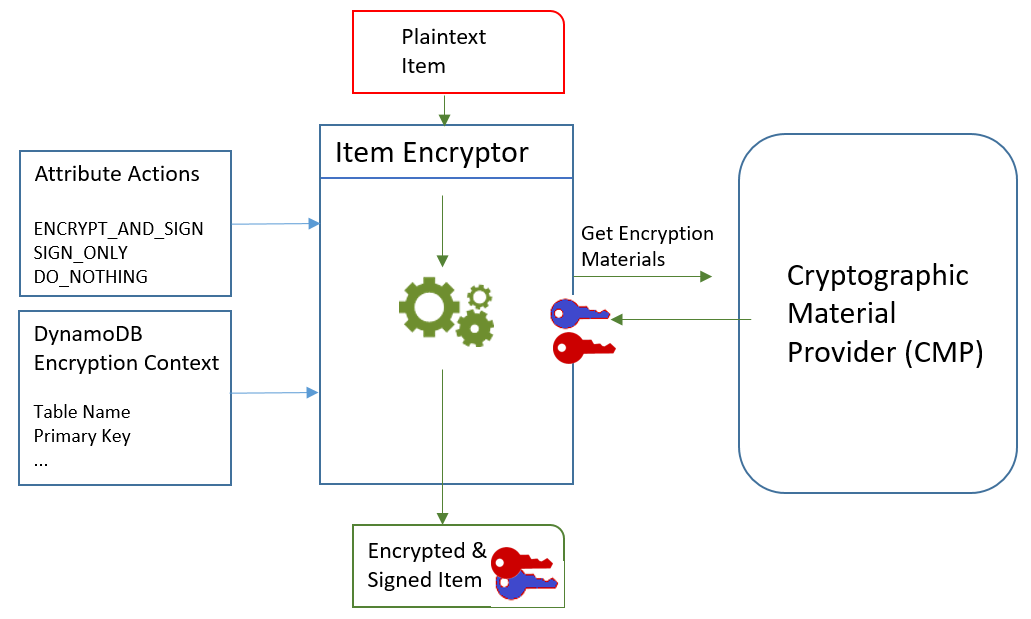 Plaintext
Item
Item Encryptor
Attribute Actions
ENCRYPT_AND_SIGN
SIGN_ONLY
DO_NOTHING
DynamoDB
Encryption Context
Table Name
Primary Key
...
Get Encryption
Materials
Cryptographic
Material
Provider (CMP)
Encrypted &
Signed Item